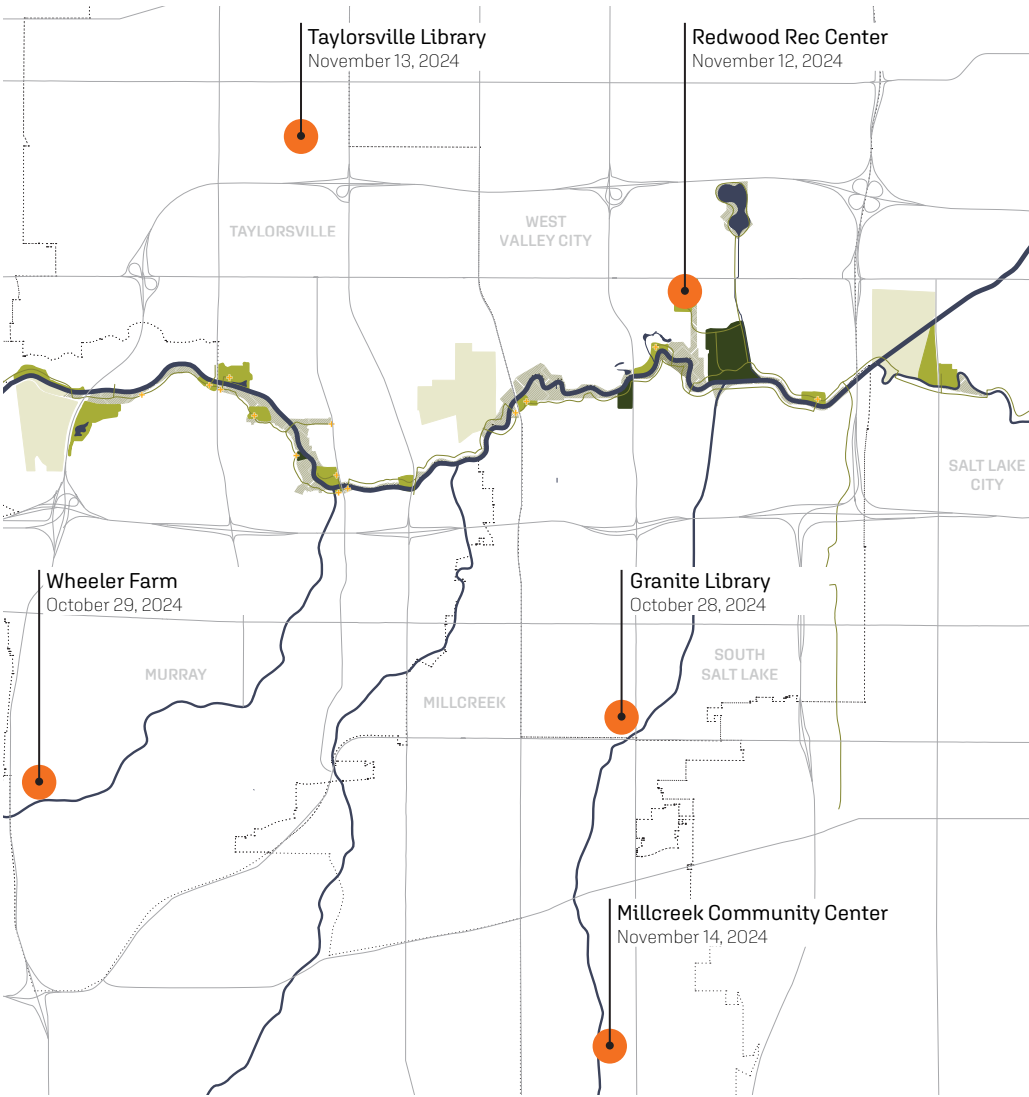 Taylorsville Library
November 13, 2024
Redwood Rec Center
November 12, 2024
TAYLORSVILLE
WEST
VALLEY CITY
SALT LAKE
CITY
Wheeler Farm
October 29, 2024
Granite Library
October 28, 2024
MURRAY
MILLCREEK
SOUTH
SALT LAKE
Millcreek Community Center
November 14, 2024